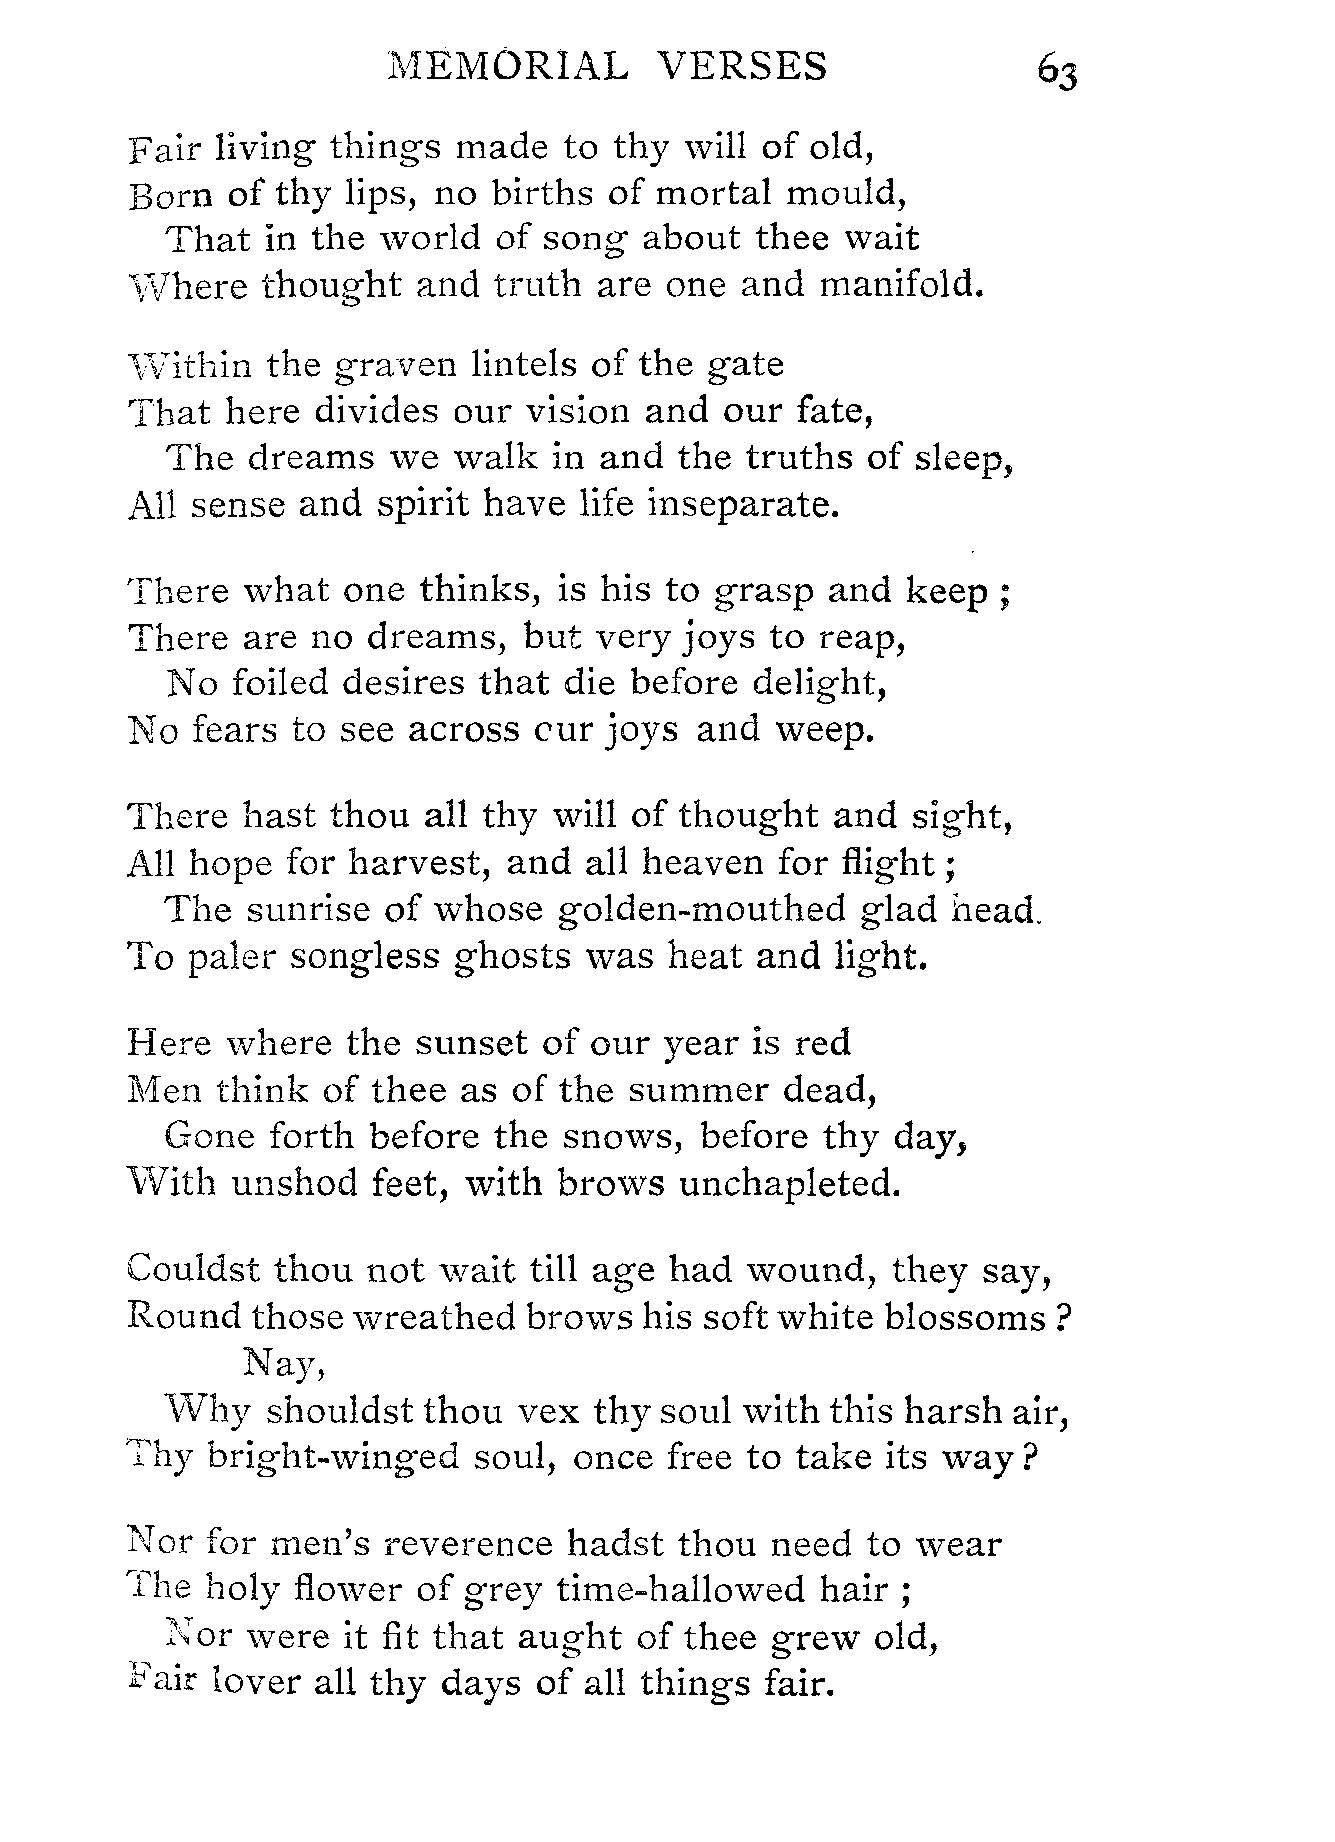 MEMORIAL VERSES 63
Fair living things made to thy will of old,
Born of thy lips, no births of mortal mould,
That in the world of song about thee wait
Where thought and truth are one and manifold.
Within the graven lintels of the gate
That here divides our vision and our fate,
The dreams we walk in and the truths of sleep,
All sense and spirit have life inseparate.
There what one thinks, is his to grasp and keep ;
There are no dreams, but very joys to reap,
No foiled desires that die before delight,
No fears to see across our joys and weep.
There hast thou all thy will of thought and sight,
All hope for harvest, and all heaven for flight ;
The sunrise of whose golden-mouthed glad head.
To paler songless ghosts was heat and light.
Here where the sunset of our year is red
Men think of thee as of the summer dead,
Gone forth before the snows, before thy day,
With unshod feet, with brows unchapleted.
Couldst thou not wait till age had wound, they say,
Round those wreathed brows his soft white blossoms ?
Nay,
Why shouldst thou vex thy soul with this harsh air,
Thy bright-winged soul, once free to take its way ?
Nor for men's reverence hadst thou need to wear
The holy flower of grey time-hallowed hair ;
Nor were it fit that aught of thee grew old,
Fair lover all thy days of all things fair.